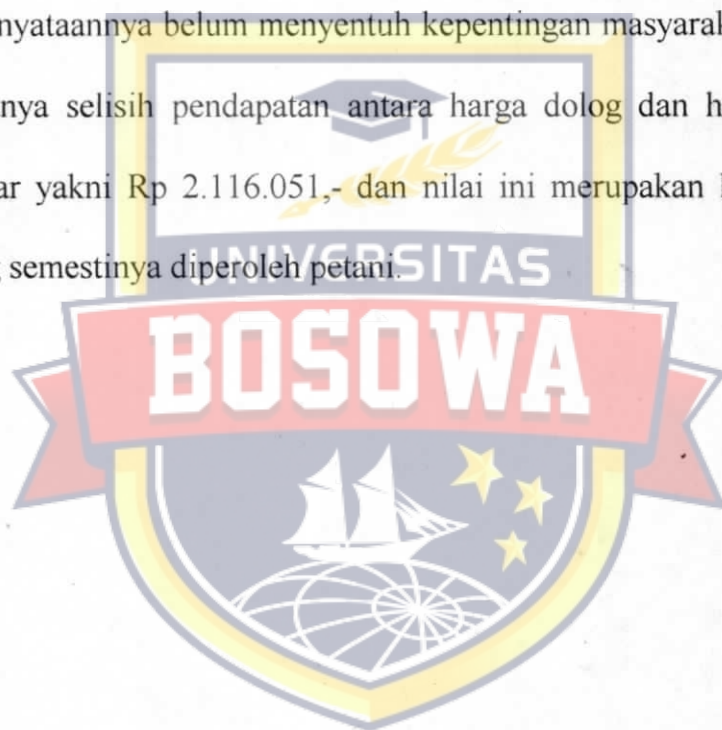 nyataannya belum menyentuh kepentingan masyarak
nya selisih pendapatan antara harga dolog dan h
ar yakni Rp 2.116.051,- dan nilai ini merupakan
semestinya diperoleh petani.
UNIVERSITAS
BOSOWA